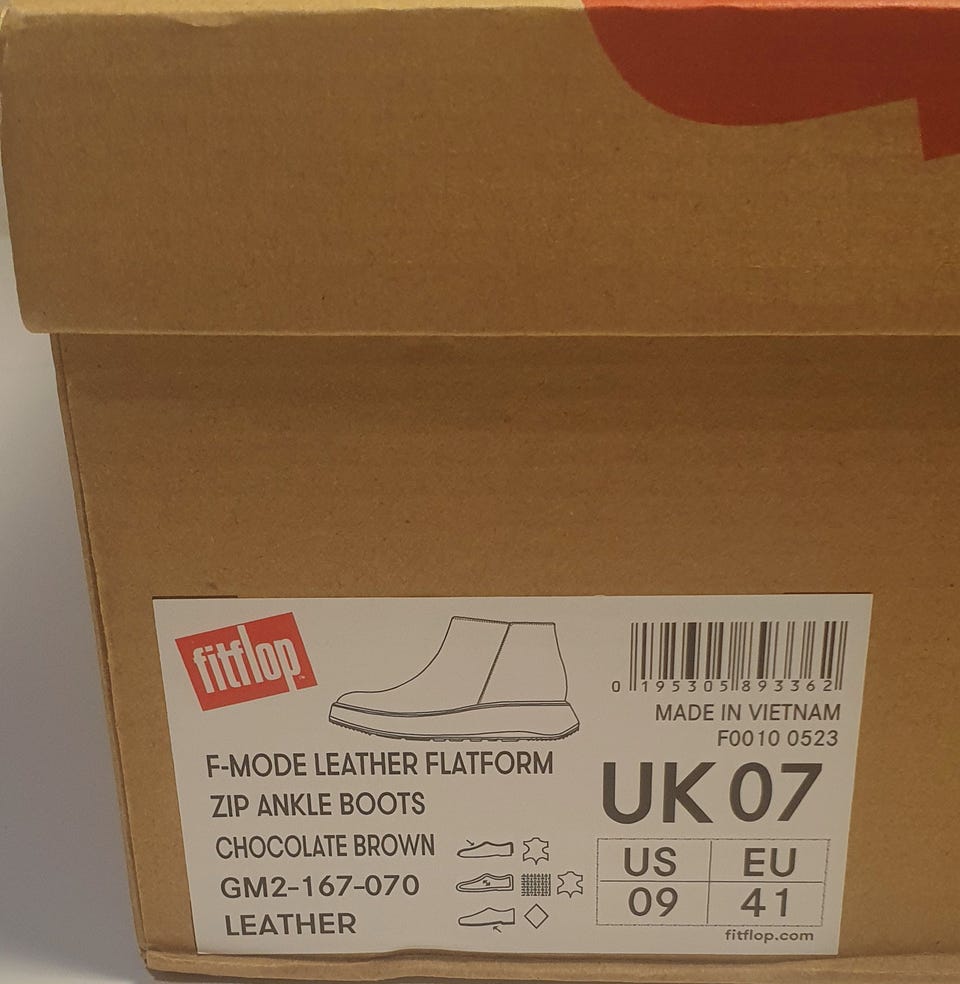 fitflop
0 195305 893362
MADE IN VIETNAM
F0010 0523
F-MODE LEATHER FLATFORM
ZIP ANKLE BOOTS
CHOCOLATE BROWN
GM2-167-070
LEATHER
UK 07
US EU
09 41
fitflop.com